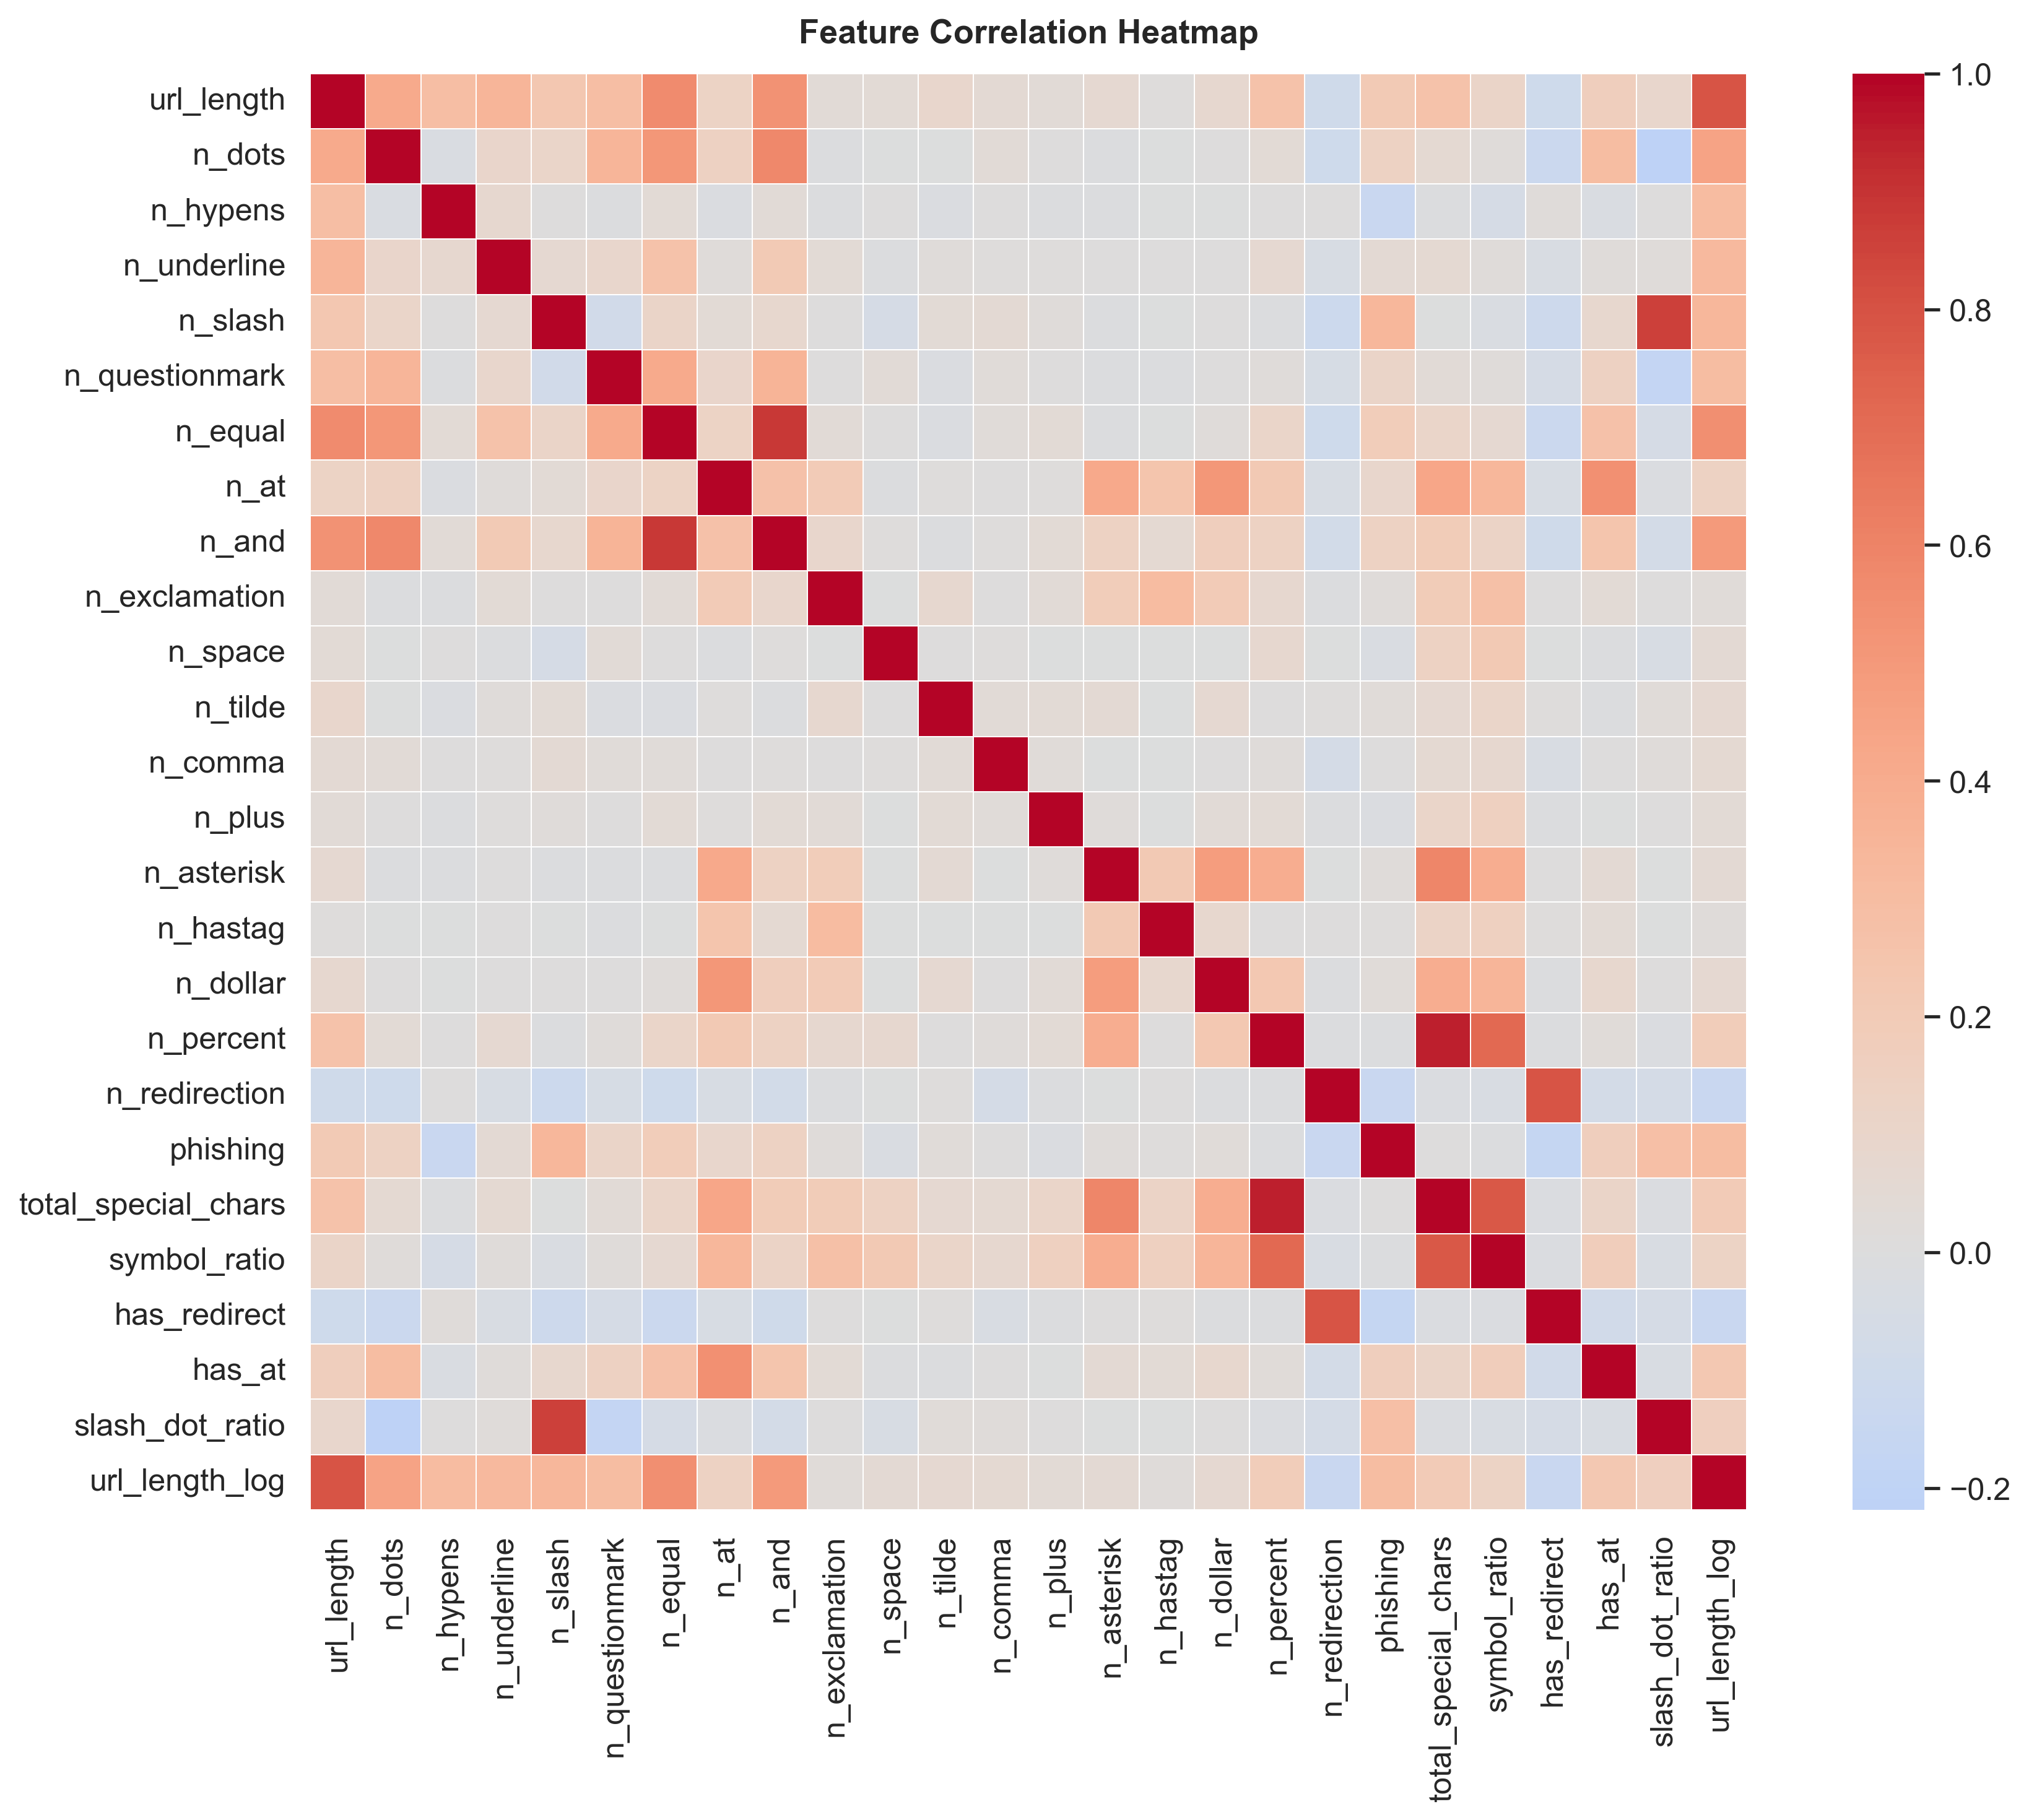 Feature Correlation Heatmap
url_length
n_dots
n_hypens
n_underline
n_slash
n_questionmark
n_equal
n_at
n_and
n_exclamation
n_space
n_tilde
n_comma
n_plus
n_asterisk
n_hastag
n_dollar
n_percent
n_redirection
phishing
total_special_chars
symbol_ratio
has_redirect
has_at
slash_dot_ratio
url_length_log
url_length
n_dots
n_hypens
n_underline
n_slash
n_questionmark
n_equal
n_at
n_and
n_exclamation
n_space
n_tilde
n_comma
n_plus
n_asterisk
n_hastag
n_dollar
n_percent
n_redirection
phishing
total_special_chars
symbol_ratio
has_redirect
has_at
slash_dot_ratio
url_length_log
1.0
0.8
0.6
0.4
0.2
0.0
−0.2